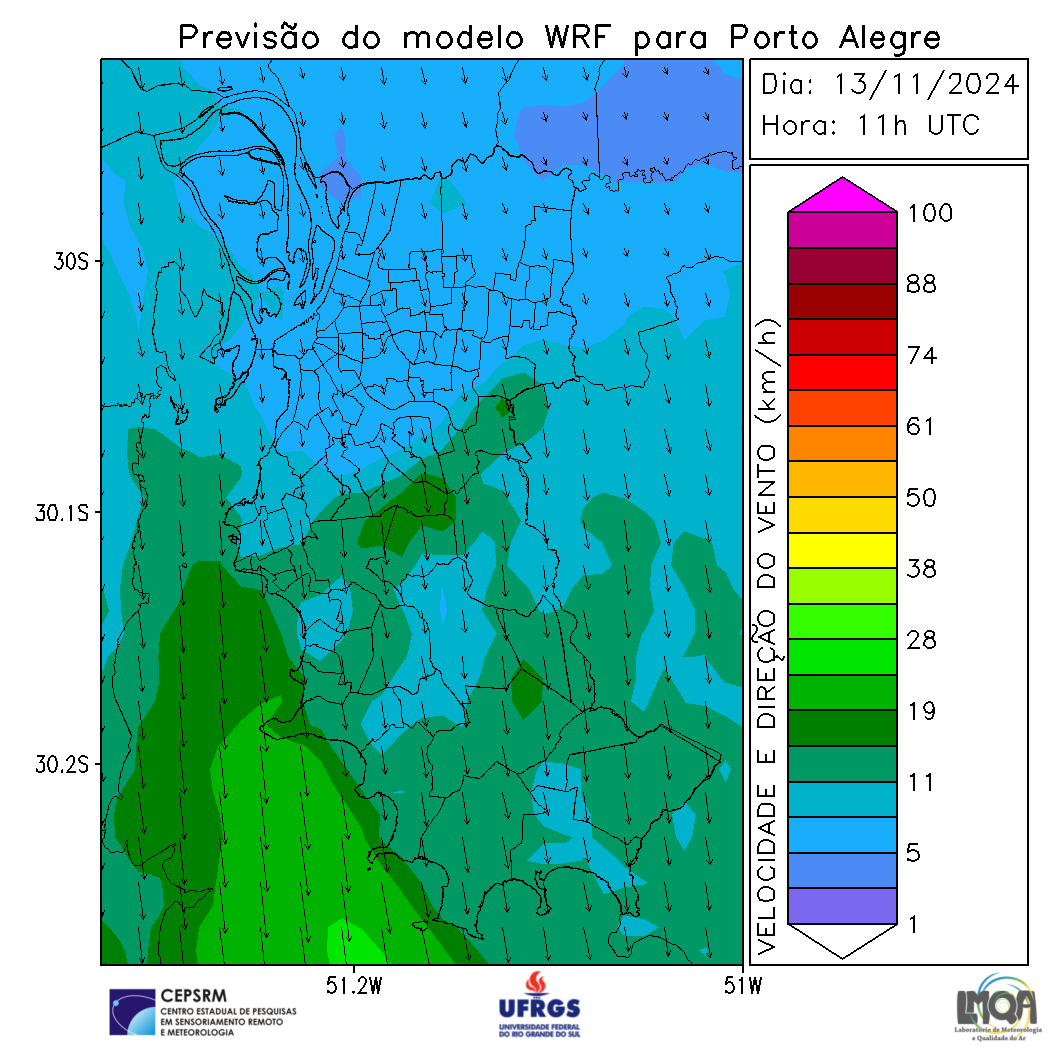 Previsão do modelo WRF para Porto Alegre
Dia: 13/11/2024
Hora: 11h UTC
30S
30.1S
30.2S
51.2W
51W
VELOCIDADE E DIREÇÃO DO VENTO (km/h)
100
88
74
61
50
38
28
19
11
5
1
CEPSRM
CENTRO ESTADUAL DE PESQUISAS
EM SENSORIAMENTO REMOTO
E METEOROLOGIA
UFRGS
UNIVERSIDADE FEDERAL
DO RIO GRANDE DO SUL
LMQA
Laboratório de Meteorologia
e Qualidade do Ar